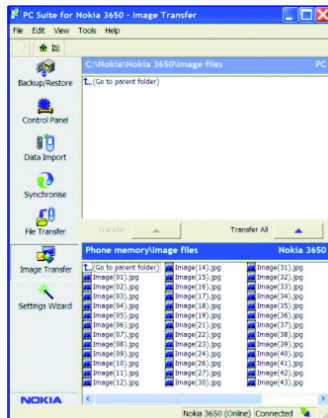 PC Suite for Nokia 3650 - Image Transfer
File Edit View Tools Help
Backup/Restore
Control Panel
Data Import
Synchronise
File Transfer
Image Transfer
Settings Wizard
NOKIA
C:\Nokia\Nokia 3650\Image files PC
(Go to parent folder)
Transfer Transfer All
Phone memory\Image files Nokia 3650
(Go to parent folder) Image(14).jpg Image(31).jpg
Image(01).jpg Image(15).jpg Image(32).jpg
Image(02).jpg Image(16).jpg Image(33).jpg
Image(03).jpg Image(17).jpg Image(34).jpg
Image(04).jpg Image(18).jpg Image(35).jpg
Image(05).jpg Image(19).jpg Image(36).jpg
Image(06).jpg Image(21).jpg Image(37).jpg
Image(07).jpg Image(22).jpg Image(38).jpg
Image(08).jpg Image(23).jpg Image(39).jpg
Image(09).jpg Image(24).jpg Image(40).jpg
Image(10).jpg Image(26).jpg Image(41).jpg
Image(11).jpg Image(27).jpg Image(42).jpg
Image(12).jpg Image(30).jpg Image(43).jpg
Nokia 3650 (Online) Connected